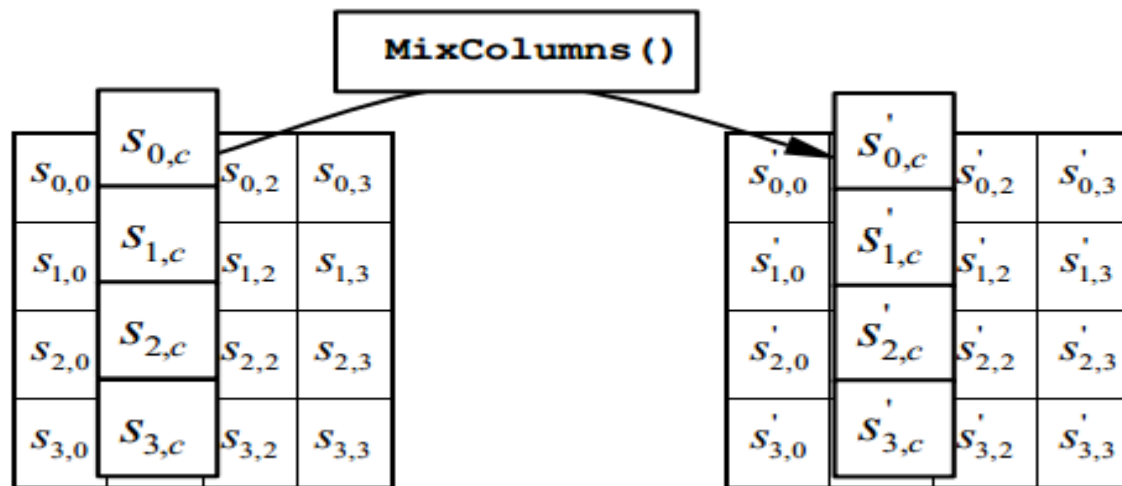 MixColumns()
s0,c s'0,c
s0,0 s0,2 s0,3 s'0,0 s'0,2 s'0,3
s1,c s'1,c
s1,0 s1,2 s1,3 s'1,0 s'1,2 s'1,3
s2,c s'2,c
s2,0 s2,2 s2,3 s'2,0 s'2,2 s'2,3
s3,c s'3,c
s3,0 s3,2 s3,3 s'3,0 s'3,2 s'3,3